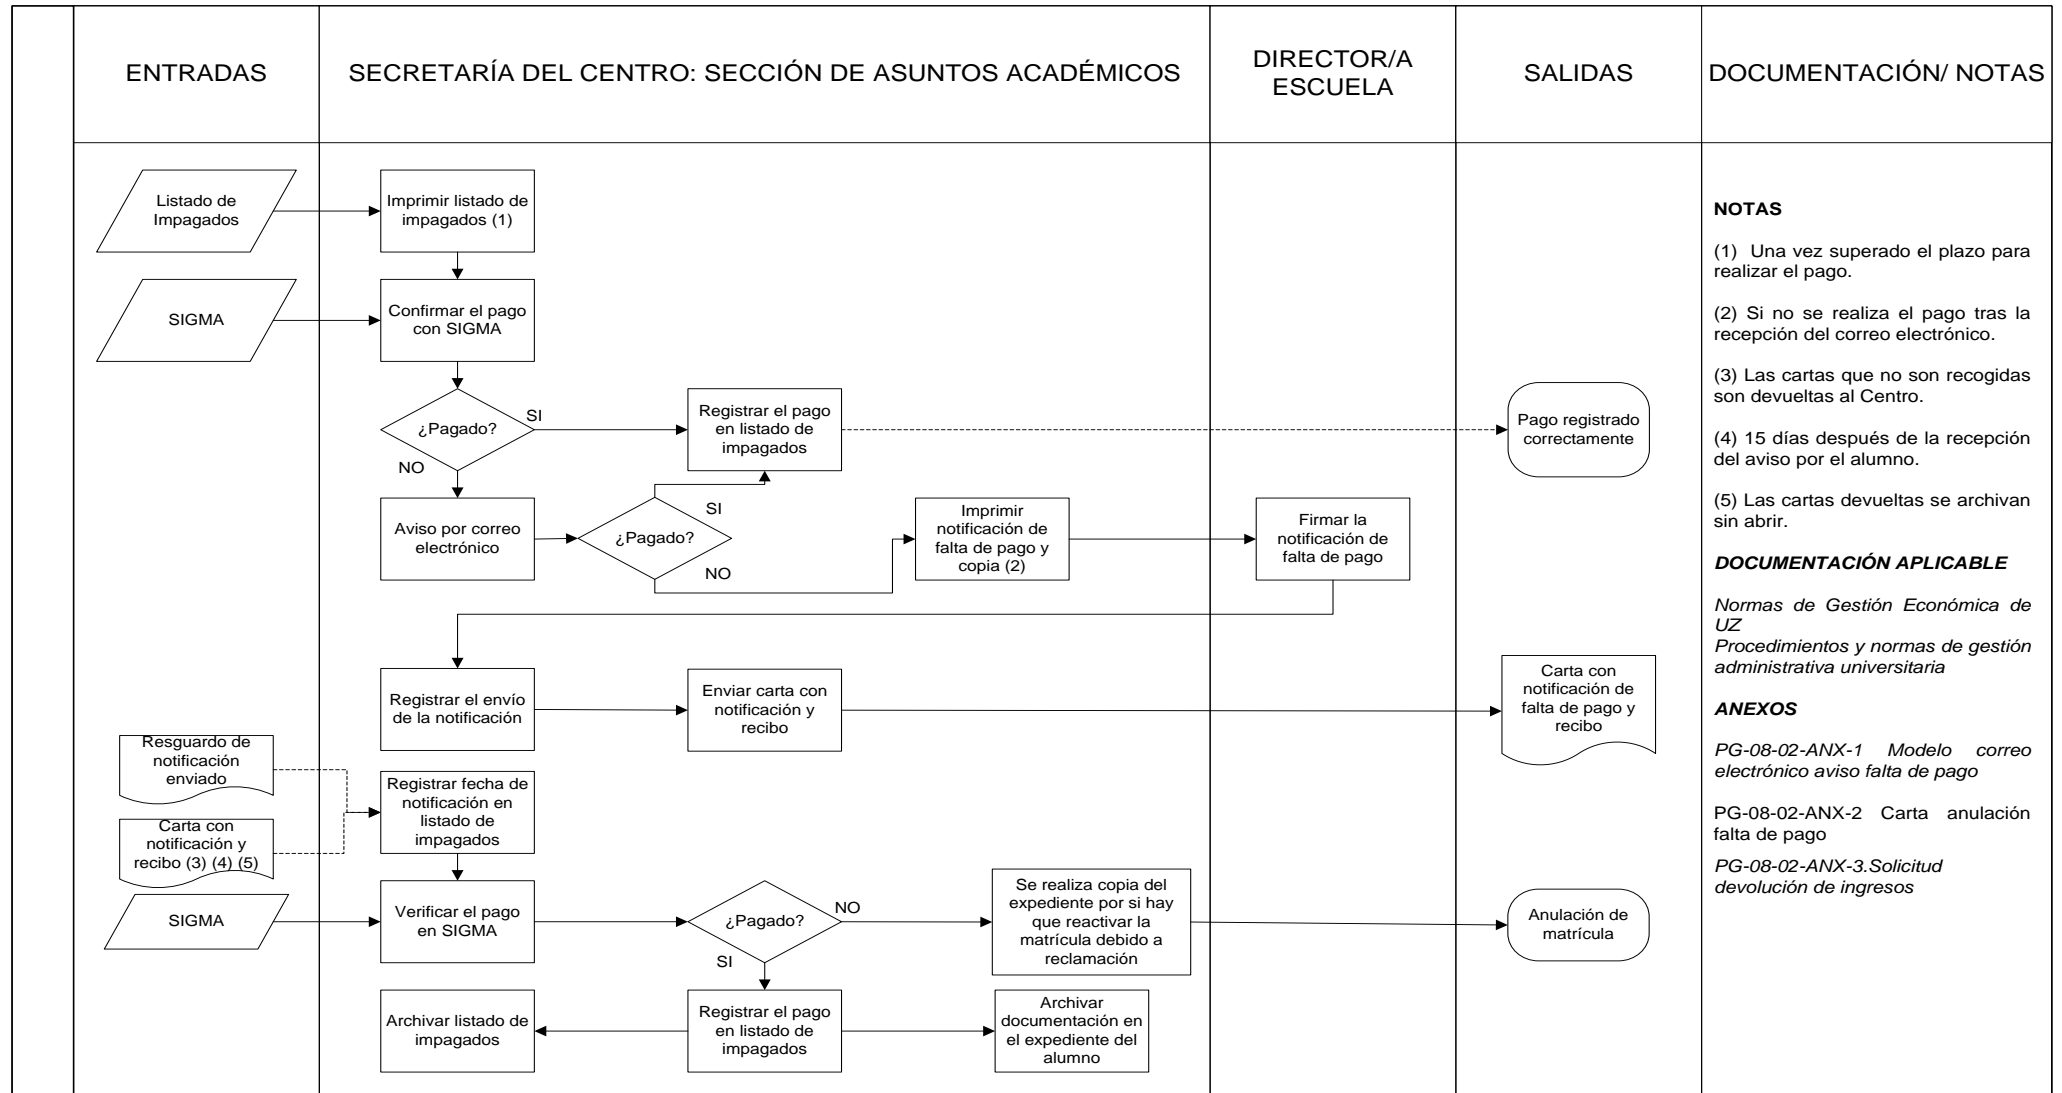 ENTRADAS
SECRETARÍA DEL CENTRO: SECCIÓN DE ASUNTOS ACADÉMICOS
DIRECTOR/A
ESCUELA
SALIDAS
DOCUMENTACIÓN/ NOTAS
Listado de
Impagados
Imprimir listado de
impagados (1)
SIGMA
Confirmar el pago
con SIGMA
¿Pagado?
SI
NO
Registrar el pago
en listado de
impagados
Pago registrado
correctamente
Aviso por correo
electrónico
¿Pagado?
SI
NO
Imprimir
notificación de
falta de pago y
copia (2)
Firmar la
notificación de
falta de pago
Registrar el envío
de la notificación
Enviar carta con
notificación y
recibo
Carta con
notificación de
falta de pago y
recibo
Resguardo de
notificación
enviado
Carta con
notificación y
recibo (3) (4) (5)
Registrar fecha de
notificación en
listado de
impagados
SIGMA
Verificar el pago
en SIGMA
¿Pagado?
NO
SI
Se realiza copia del
expediente por si hay
que reactivar la
matrícula debido a
reclamación
Anulación de
matrícula
Archivar listado de
impagados
Registrar el pago
en listado de
impagados
Archivar
documentación en
el expediente del
alumno
NOTAS
(1) Una vez superado el plazo para
realizar el pago.
(2) Si no se realiza el pago tras la
recepción del correo electrónico.
(3) Las cartas que no son recogidas
son devueltas al Centro.
(4) 15 días después de la recepción
del aviso por el alumno.
(5) Las cartas devueltas se archivan
sin abrir.
DOCUMENTACIÓN APLICABLE
Normas de Gestión Económica de
UZ
Procedimientos y normas de gestión
administrativa universitaria
ANEXOS
PG-08-02-ANX-1 Modelo correo
electrónico aviso falta de pago
PG-08-02-ANX-2 Carta anulación
falta de pago
PG-08-02-ANX-3.Solicitud
devolución de ingresos